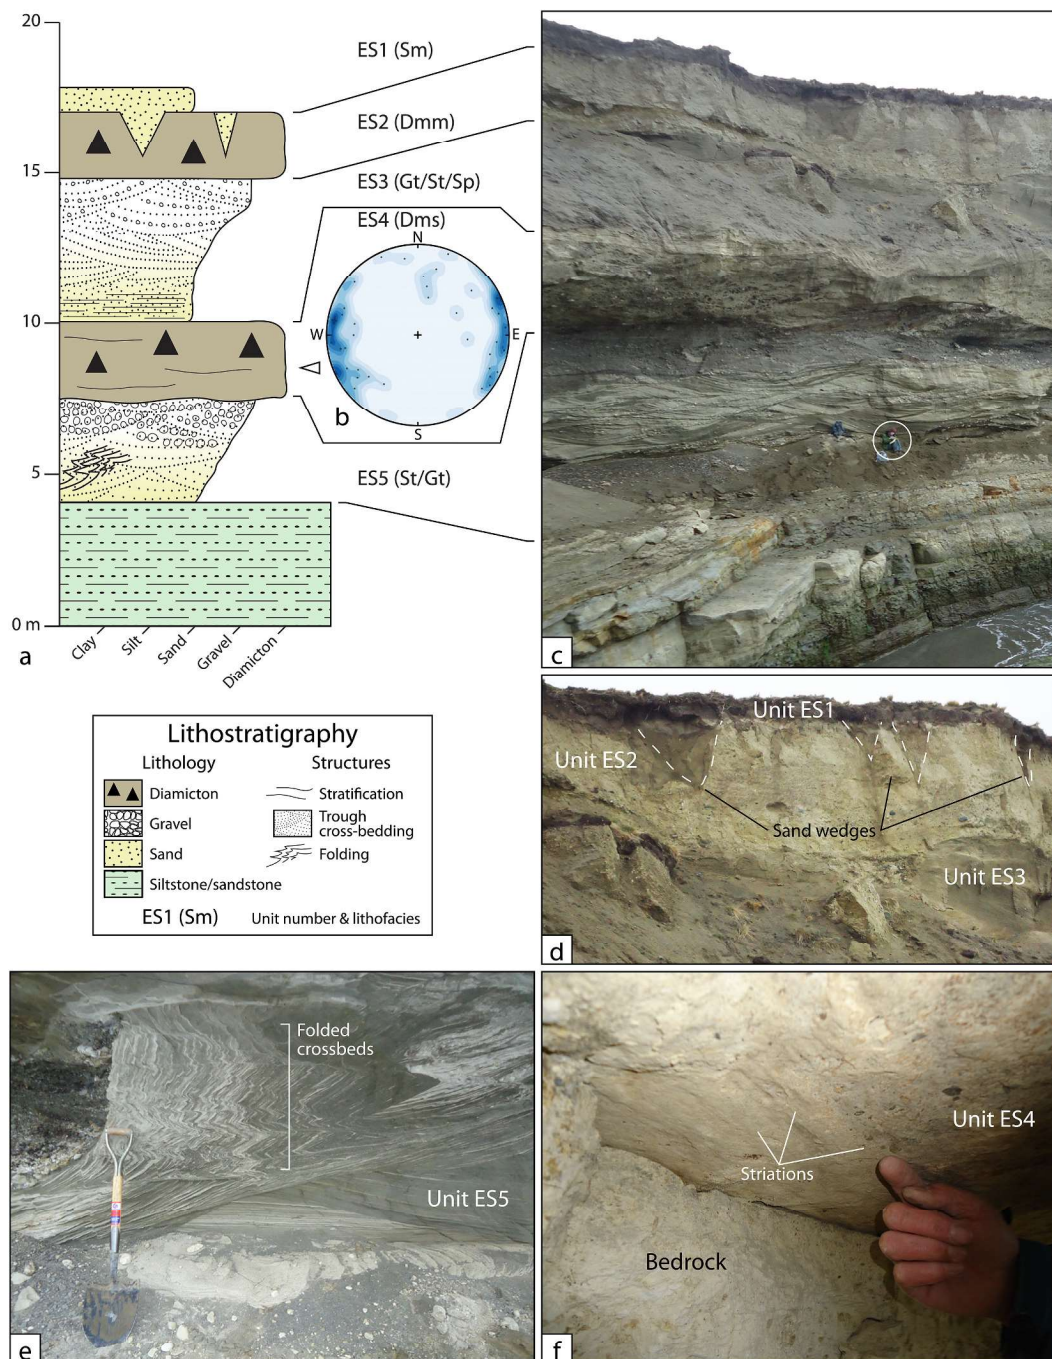 20
15
10
5
0 m
Clay
Silt
Sand
Gravel
Diamicton
a
ES1 (Sm)
ES2 (Dmm)
ES3 (Gt/St/Sp)
ES4 (Dms)
N
W
E
S
b
ES5 (St/Gt)
c
Lithostratigraphy
Lithology
Structures
Diamicton
Stratification
Gravel
Trough
cross-bedding
Sand
Folding
Siltstone/sandstone
ES1 (Sm)
Unit number & lithofacies
Unit ES1
Unit ES2
Sand wedges
Unit ES3
d
Folded
crossbeds
Unit ES5
e
Unit ES4
Striations
Bedrock
f